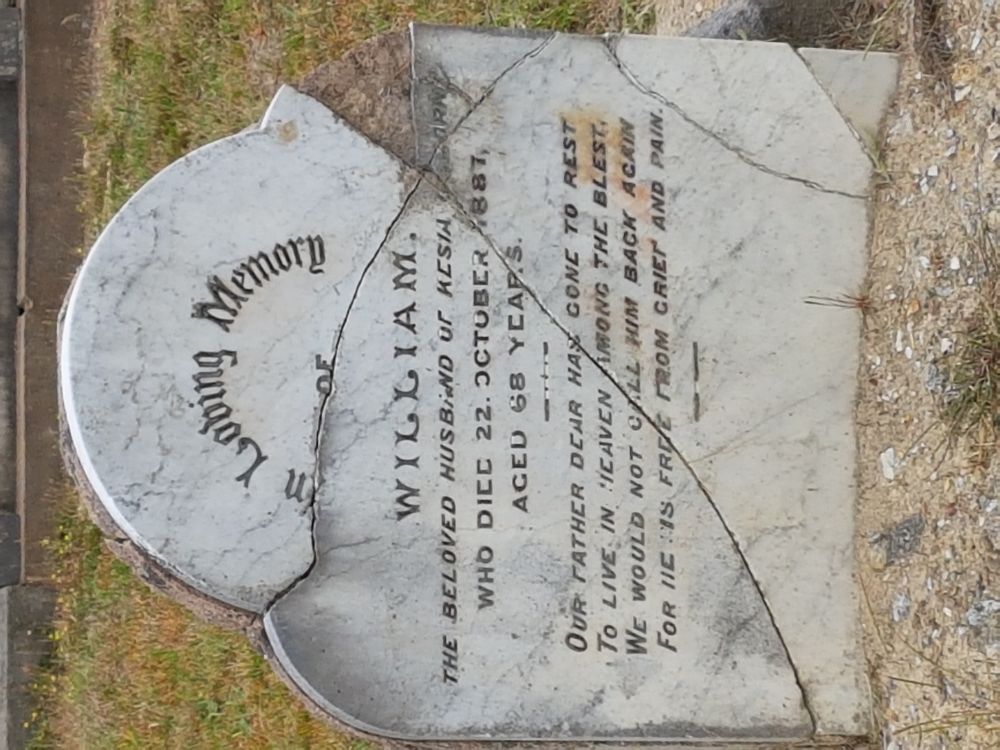 In Loving Memory
OF
WILLIAM.
THE BELOVED HUSBAND OF KESIAH
WHO DIED 22. OCTOBER 1887,
AGED 68 YEARS.
OUR FATHER DEAR HAS GONE TO REST
TO LIVE IN HEAVEN AMONG THE BLEST,
WE WOULD NOT CALL HIM BACK AGAIN
FOR HE IS FREE FROM GRIEF AND PAIN.